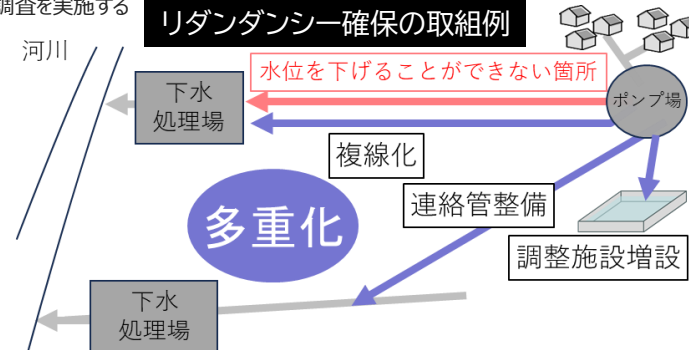 調査を実施する
リダンダンシー確保の取組例
河川
水位を下げることができない箇所
下水
処理場
ポンプ場
複線化
連絡管整備
多重化
調整施設増設
下水
処理場